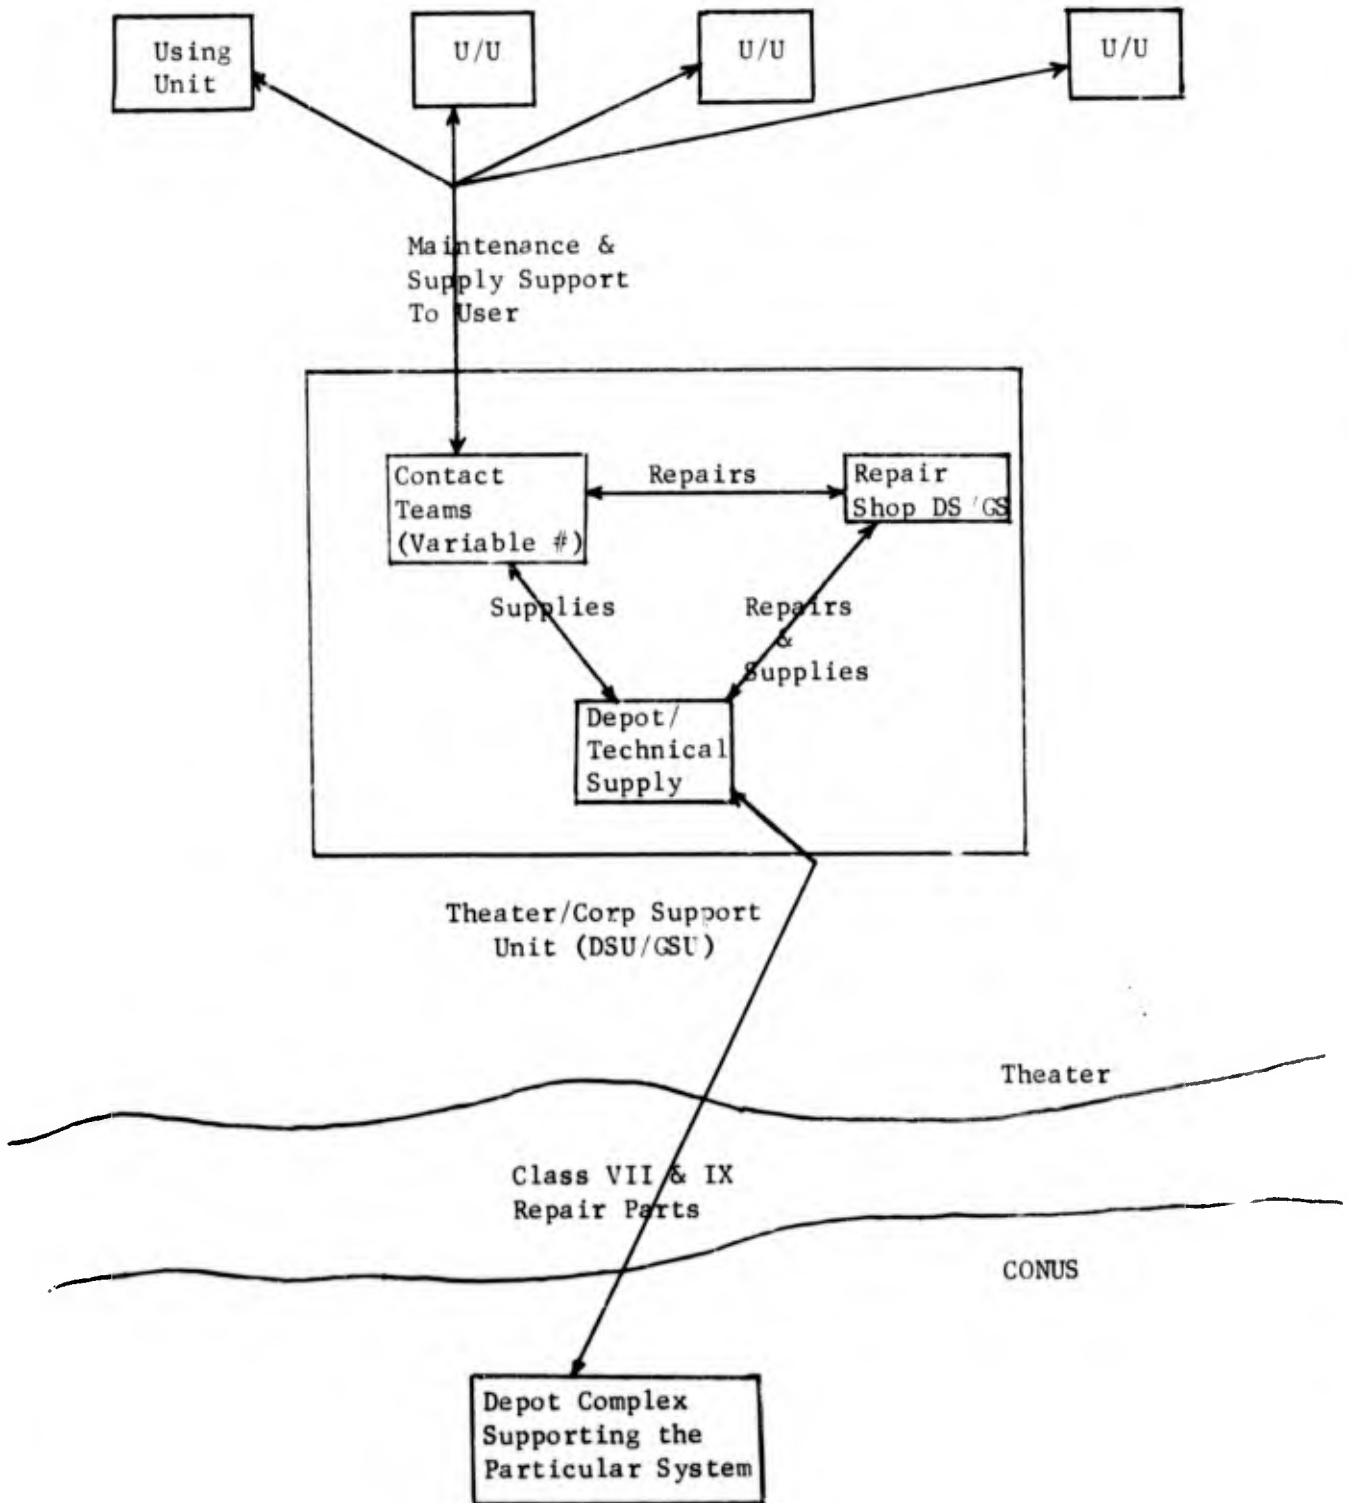 Using
Unit
U/U
U/U
U/U
Maintenance &
Supply Support
To User
Contact
Teams
(Variable #)
Repairs
Repair
Shop DS/GS
Supplies
Repairs
&
Supplies
Depot/
Technical
Supply
Theater/Corp Support
Unit (DSU/GSU)
Theater
Class VII & IX
Repair Parts
CONUS
Depot Complex
Supporting the
Particular System